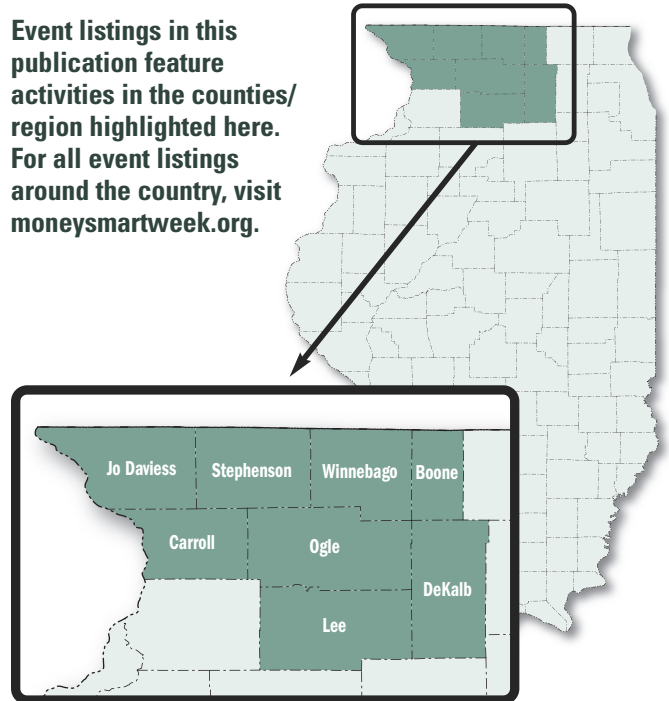 Event listings in this
publication feature
activities in the counties/
region highlighted here.
For all event listings
around the country, visit
moneysmartweek.org.
Jo Daviess
Stephenson
Winnebago
Boone
Carroll
Ogle
DeKalb
Lee